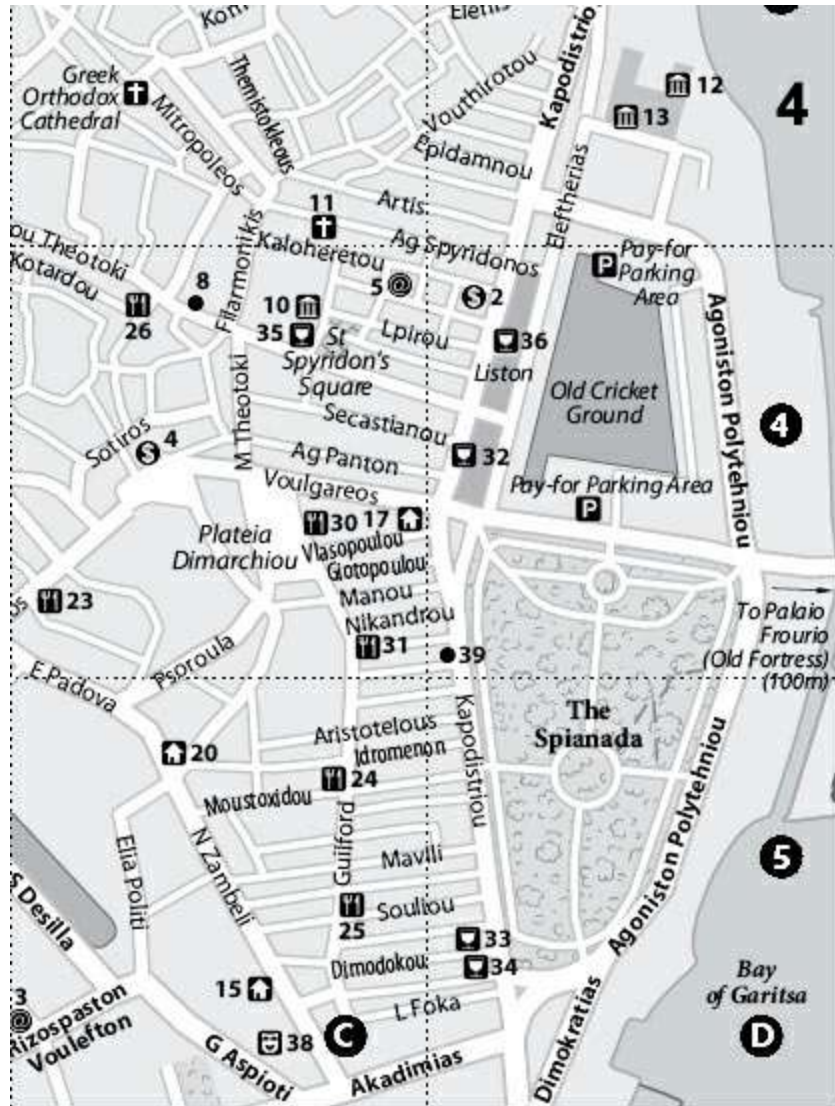 Kapodistriou
12
4
Greek
Orthodox
Cathedral
Themistokleous
Vouthirotou
13
Mitropoleos
Epidamnou
Eleftherias
11
Artis
Ag Spyridonos
Kaloheretou
ou Theotoki
Kotardou
8
Filarmonikis
5
@
$
2
P
Pay-for
Parking
Area
26
10
35
St
Spyridon's
Square
Lpirou
36
Liston
Old Cricket
Ground
Agoniston Polytehniou
4
Secastianou
M Theotoki
Sotiros
$
4
Ag Panton
32
Voulgareos
Pay-for Parking Area
P
30
17
Plateia
Dimarchiou
Vlasopoulou
Giotopoulou
Manou
Nikandrou
23
os
To Palaio
Frourio
(Old Fortress)
(100m)
31
39
Psoroula
E Padova
The
Spianada
Aristotelous
Idromenon
Kapodistriou
20
24
Moustoxidou
Guilford
Agoniston Polytehniou
N Zambeli
Elia Politi
Mavili
5
S Desilla
25
Souliou
33
Dimodokou
34
Bay
of Garitsa
15
L Foka
3
@
Rizospaston
Voulefton
38
C
D
G Aspioti
Akadimias
Dimokratias